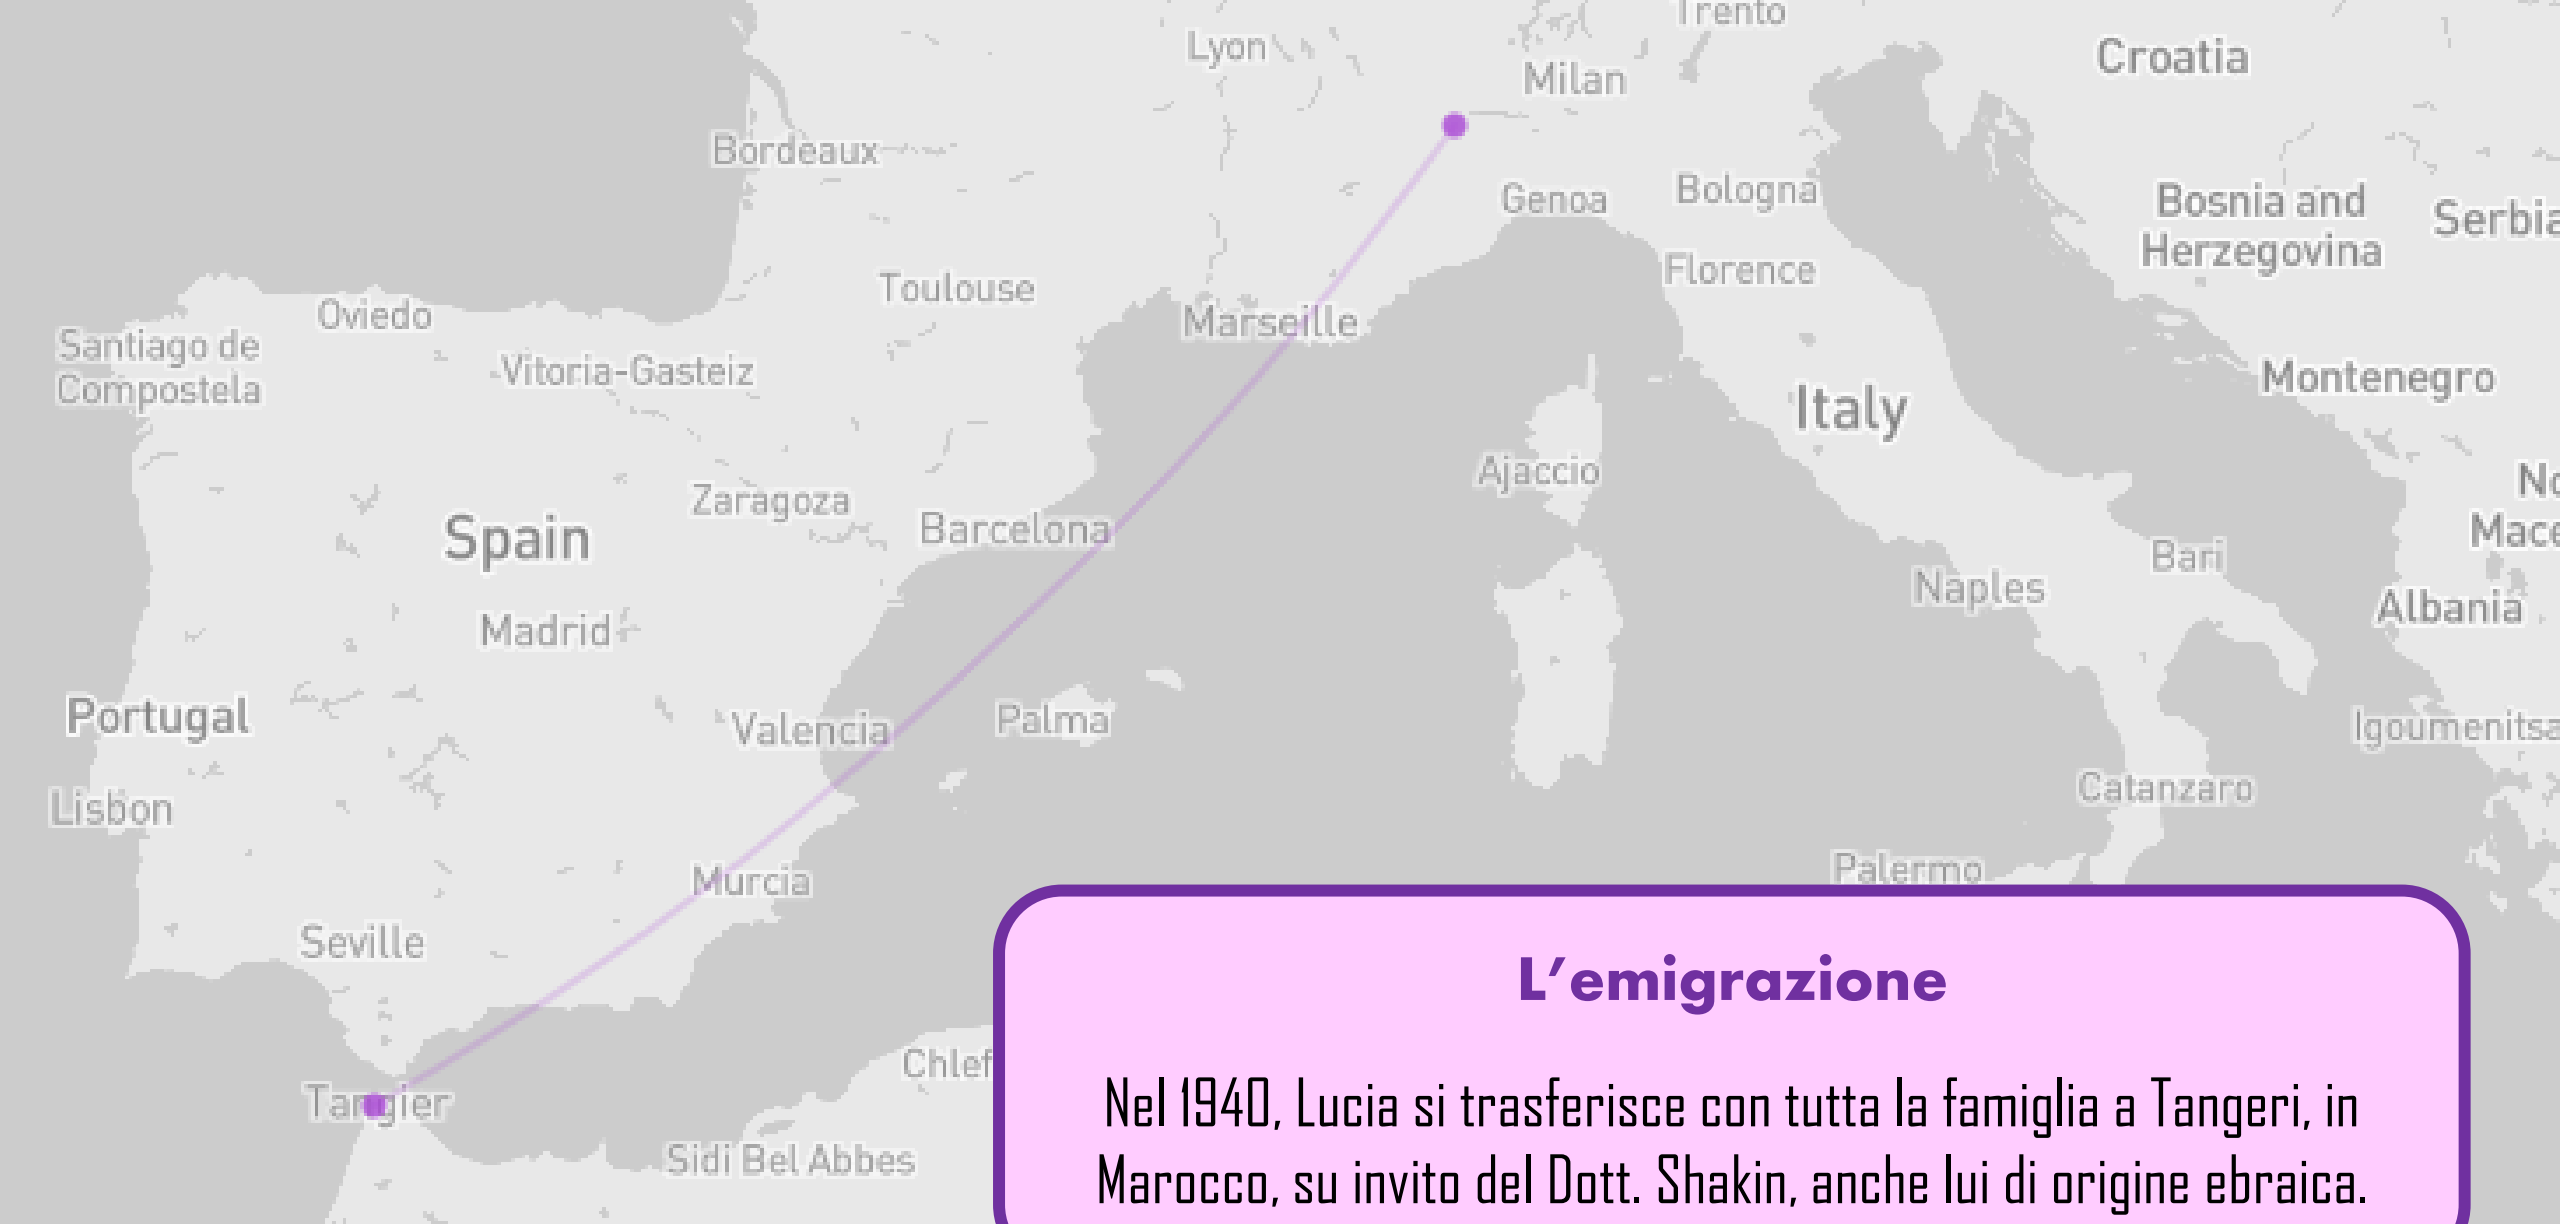 Trento
Lyon
Milan
Croatia
Bordeaux
Genoa
Bologna
Bosnia and
Herzegovina
Serbia
Florence
Toulouse
Marseille
Oviedo
Santiago de
Compostela
Vitoria-Gasteiz
Montenegro
Italy
Ajaccio
Zaragoza
Barcelona
Spain
No
Mace
Bari
Naples
Albania
Madrid
Portugal
Valencia
Palma
Igoumenitsa
Lisbon
Catanzaro
Palermo
Murcia
Seville
Chlef
Tangier
Sidi Bel Abbes
L’emigrazione
Nel 1940, Lucia si trasferisce con tutta la famiglia a Tangeri, in
Marocco, su invito del Dott. Shakin, anche lui di origine ebraica.